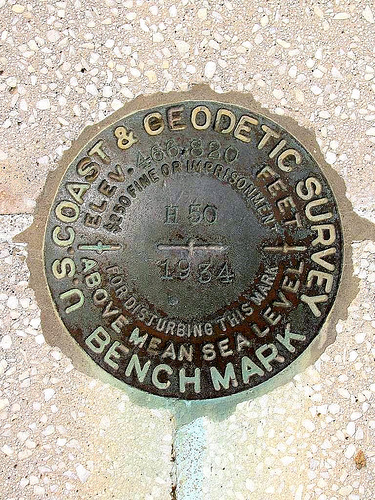 U.S. COAST & GEODETIC SURVEY
BENCH MARK
ELEV. 466.820 FEET
ABOVE MEAN SEA LEVEL
$250 FINE OR IMPRISONMENT
FOR DISTURBING THIS MARK
H 50
1934